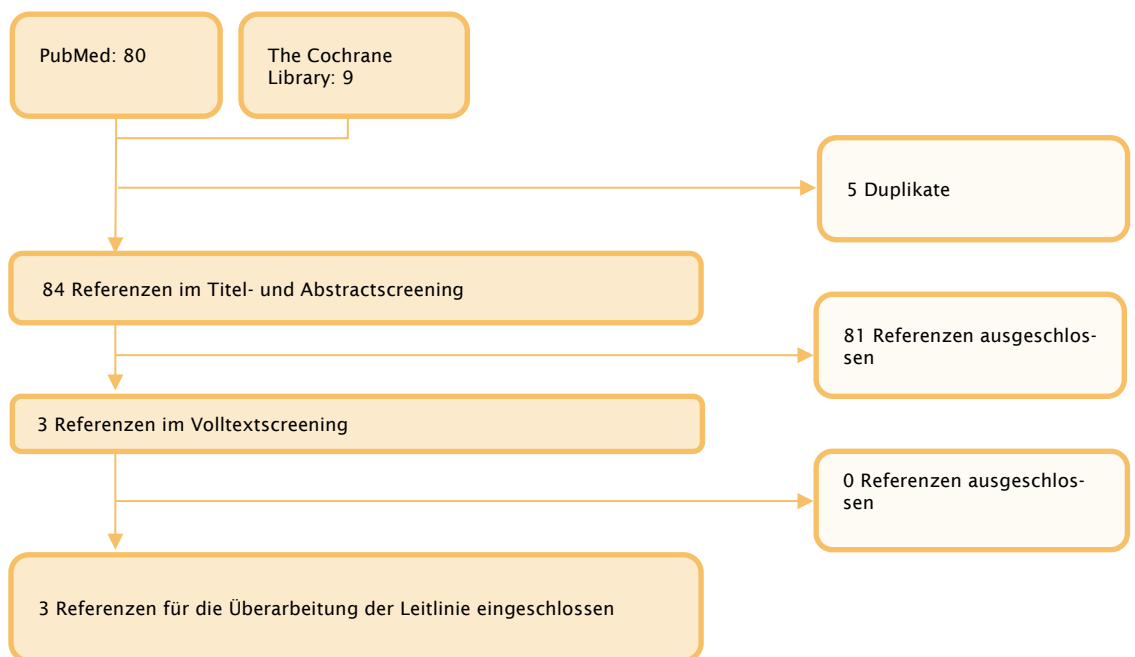 PubMed: 80
The Cochrane
Library: 9
5 Duplikate
84 Referenzen im Titel- und Abstractscreening
81 Referenzen ausgeschlos-
sen
3 Referenzen im Volltextscreening
0 Referenzen ausgeschlos-
sen
3 Referenzen für die Überarbeitung der Leitlinie eingeschlossen